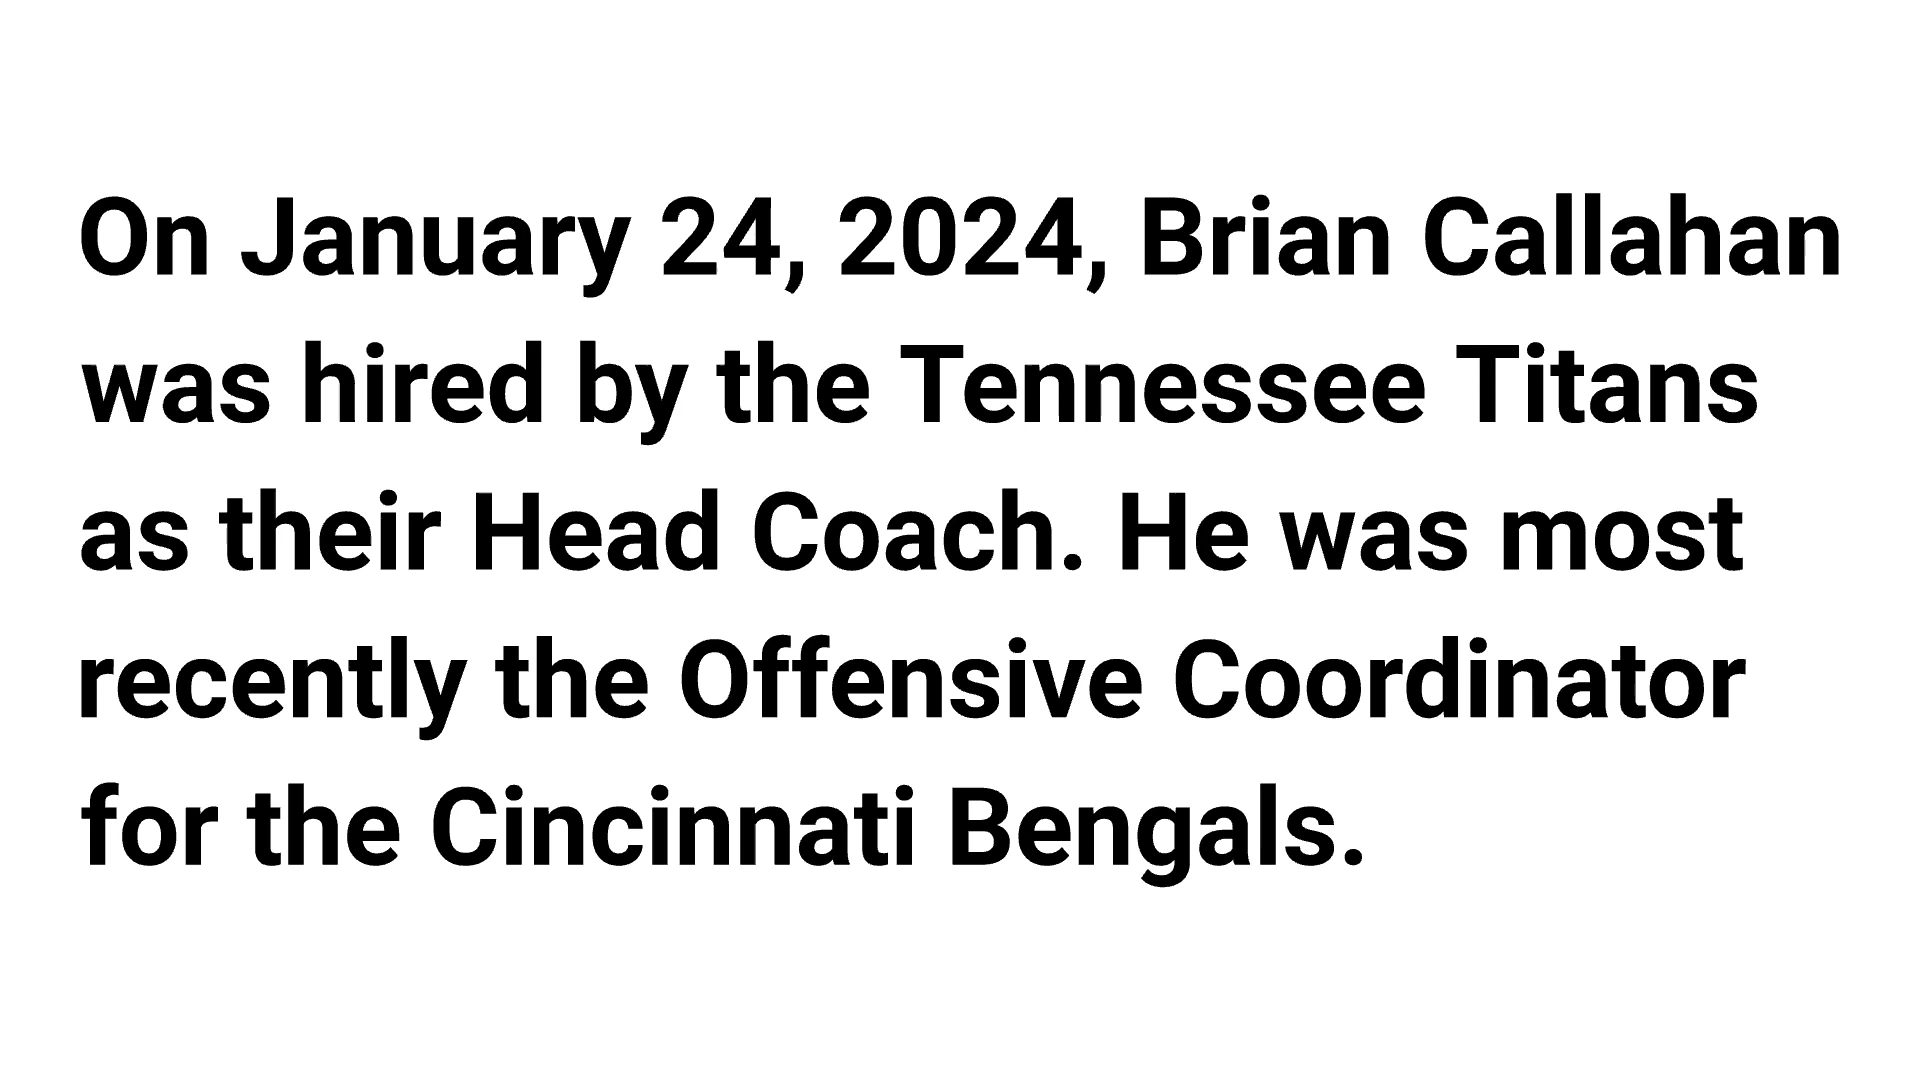 On January 24, 2024, Brian Callahan
was hired by the Tennessee Titans
as their Head Coach. He was most
recently the Offensive Coordinator
for the Cincinnati Bengals.